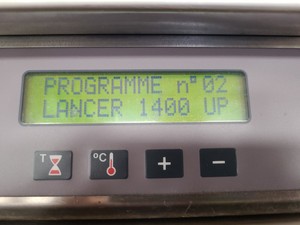 PROGRAMME n°02
LANCER 1400 UP
T
°C
+ −